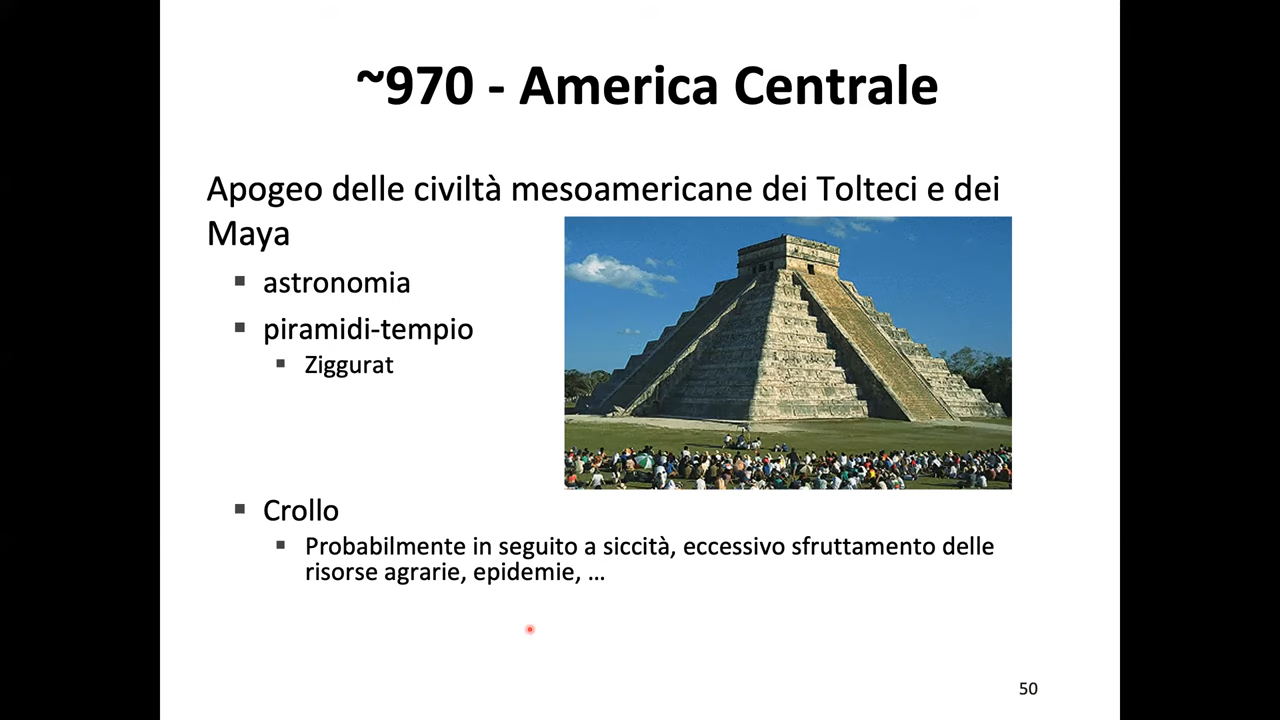 ~970 - America Centrale
Apogeo delle civiltà mesoamericane dei Tolteci e dei
Maya
▪ astronomia
▪ piramidi-tempio
▪ Ziggurat
▪ Crollo
▪ Probabilmente in seguito a siccità, eccessivo sfruttamento delle
risorse agrarie, epidemie, ...
50